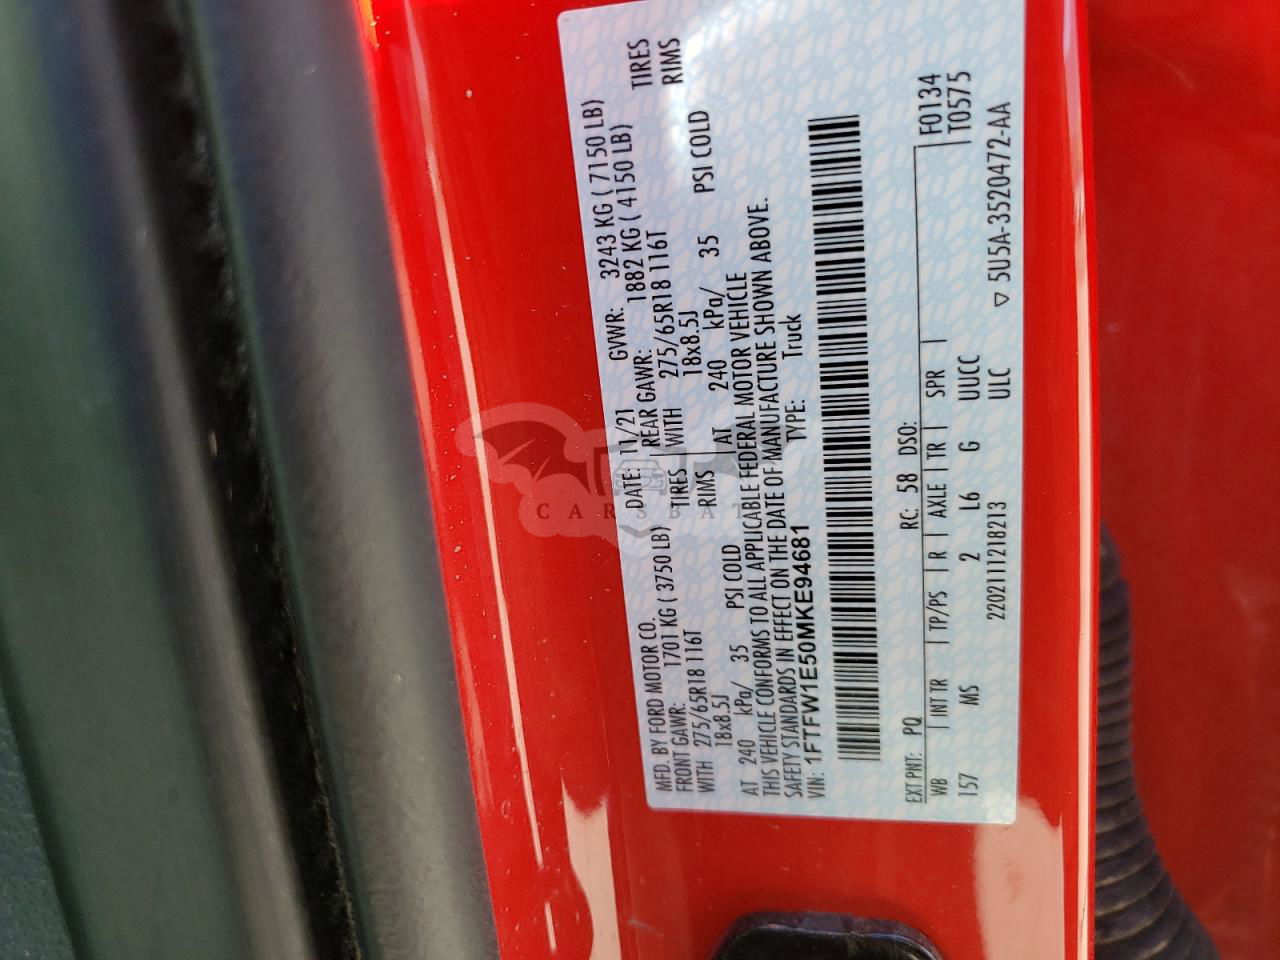 MFD. BY FORD MOTOR CO.
DATE: 11/21 GVWR: 3243 KG ( 7150 LB)
FRONT GAWR: 1701 KG ( 3750 LB) REAR GAWR: 1882 KG ( 4150 LB)
WITH 275/65R18 116T TIRES WITH 275/65R18 116T TIRES
18x8.5J RIMS 18x8.5J RIMS
AT 240 kPa/ 35 PSI COLD AT 240 kPa/ 35 PSI COLD
THIS VEHICLE CONFORMS TO ALL APPLICABLE FEDERAL MOTOR VEHICLE
SAFETY STANDARDS IN EFFECT ON THE DATE OF MANUFACTURE SHOWN ABOVE.
VIN: 1FTFW1E50MKE94681 TYPE: Truck
EXT PNT: PQ RC: 58 DSO: F0134
WB INT TR TP/PS R AXLE TR SPR T0575
157 MS 2 L6 G UUCC
2202111218213 ULC ▽ 5U5A-3520472-AA
CARSBAT